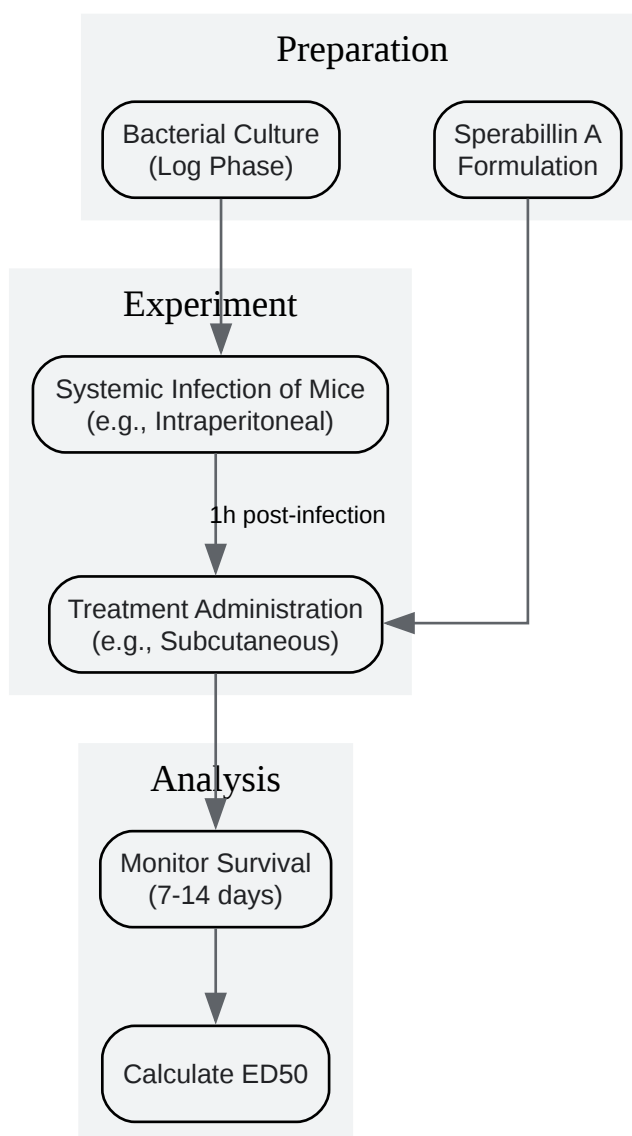 Preparation
Bacterial Culture
(Log Phase)
Sperabillin A
Formulation
Experiment
Systemic Infection of Mice
(e.g., Intraperitoneal)
1h post-infection
Treatment Administration
(e.g., Subcutaneous)
Analysis
Monitor Survival
(7-14 days)
Calculate ED50